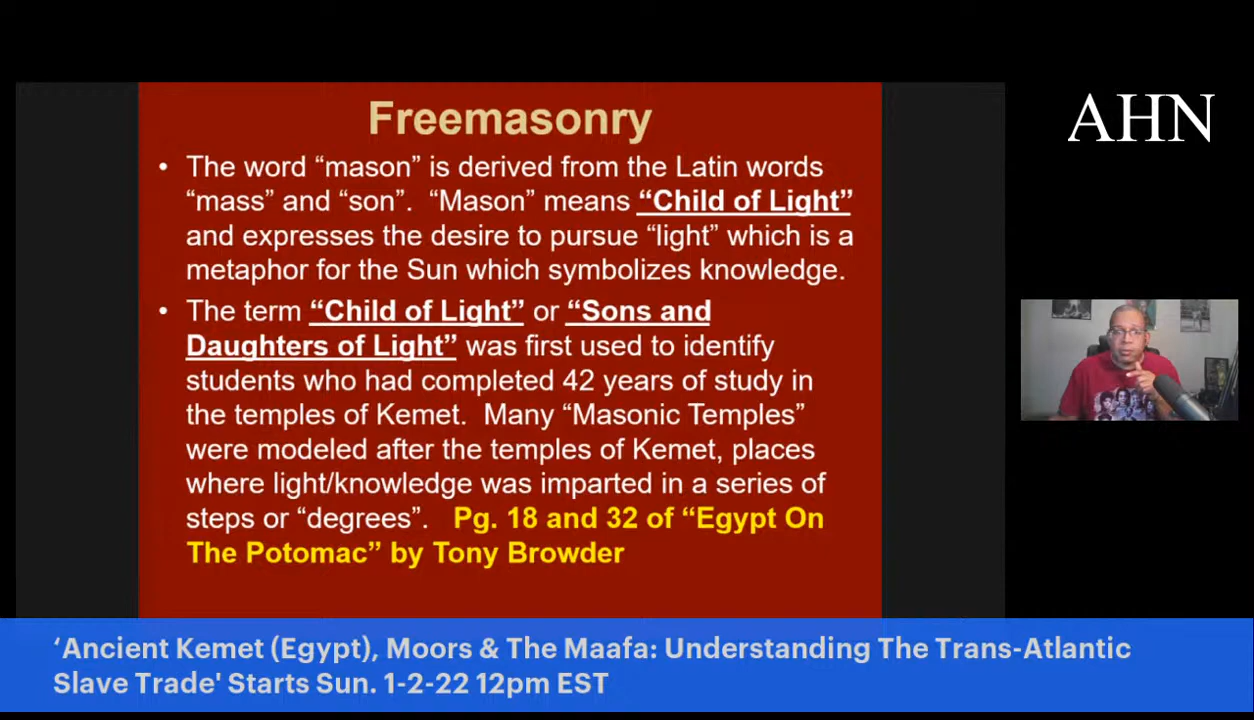 Freemasonry
• The word “mason” is derived from the Latin words
“mass” and “son”. “Mason” means “Child of Light”
and expresses the desire to pursue “light” which is a
metaphor for the Sun which symbolizes knowledge.
• The term “Child of Light” or “Sons and
Daughters of Light” was first used to identify
students who had completed 42 years of study in
the temples of Kemet. Many “Masonic Temples”
were modeled after the temples of Kemet, places
where light/knowledge was imparted in a series of
steps or “degrees”. Pg. 18 and 32 of “Egypt On
The Potomac” by Tony Browder
AHN
‘Ancient Kemet (Egypt), Moors & The Maafa: Understanding The Trans-Atlantic
Slave Trade' Starts Sun. 1-2-22 12pm EST